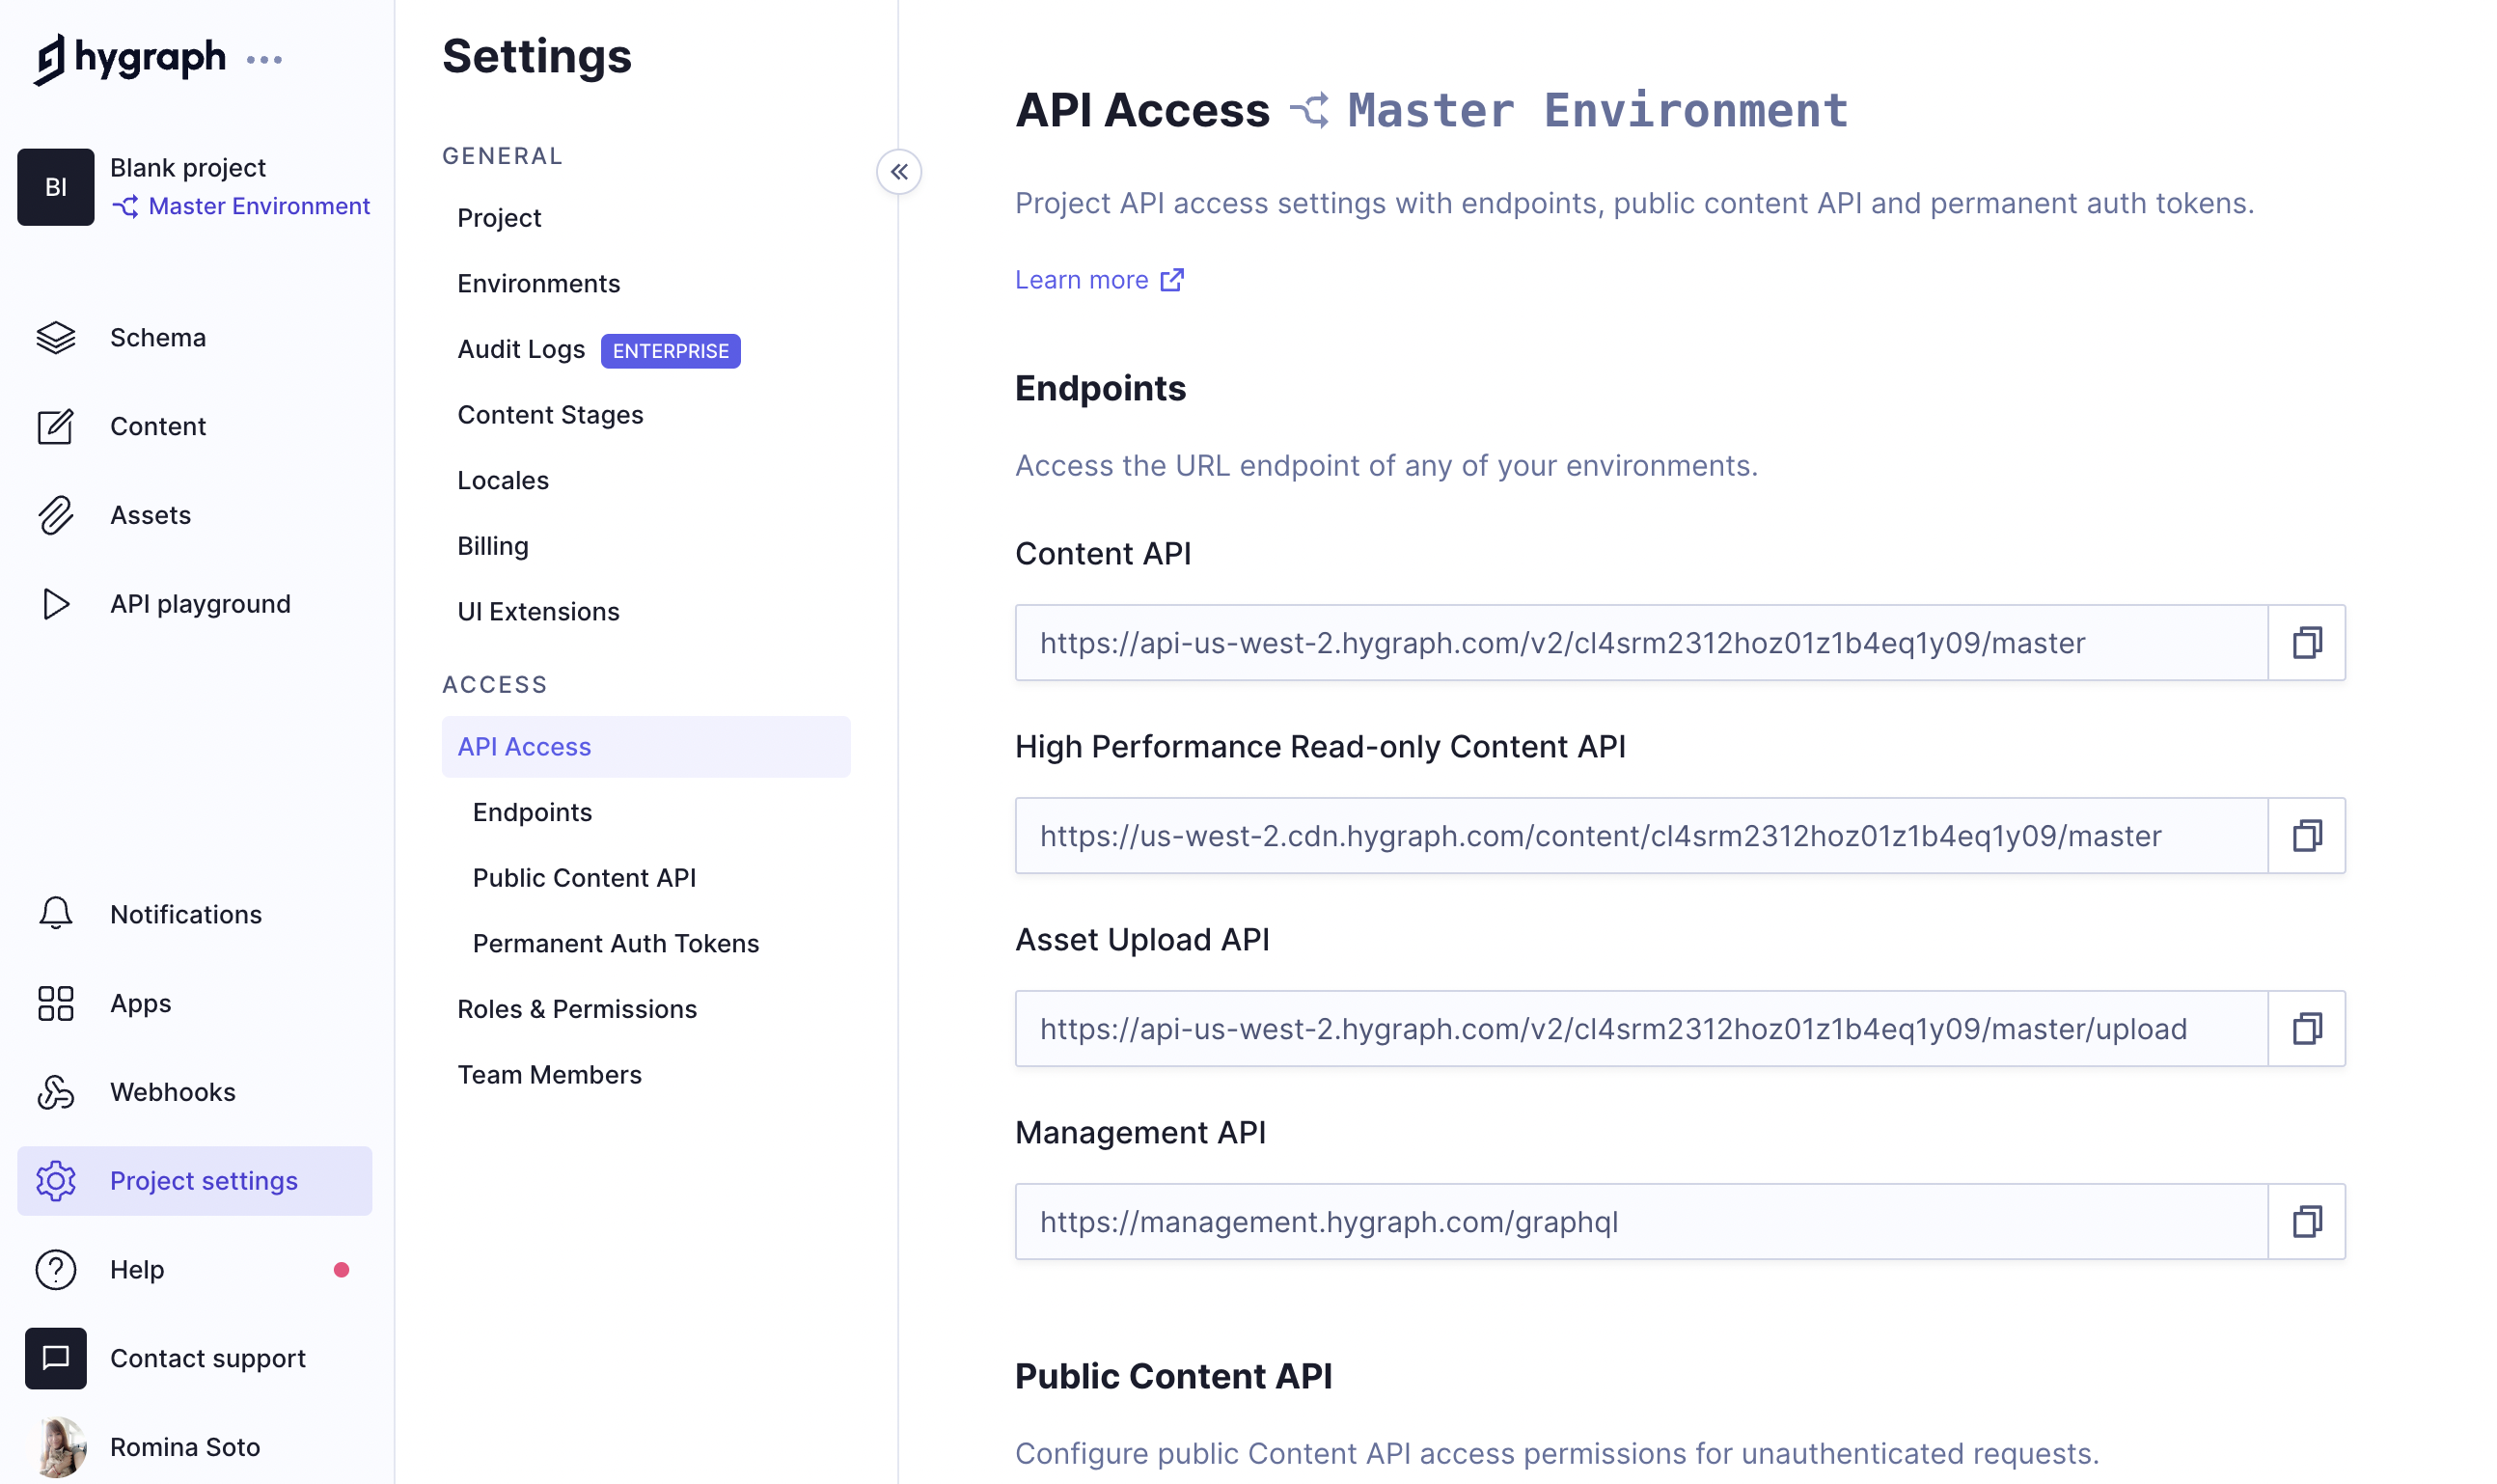 hygraph
BI
Blank project
Master Environment
Schema
Content
Assets
API playground
Notifications
Apps
Webhooks
Project settings
Help
Contact support
Romina Soto
Settings
GENERAL
Project
Environments
Audit Logs ENTERPRISE
Content Stages
Locales
Billing
UI Extensions
ACCESS
API Access
Endpoints
Public Content API
Permanent Auth Tokens
Roles & Permissions
Team Members
API Access Master Environment
Project API access settings with endpoints, public content API and permanent auth tokens.
Learn more
Endpoints
Access the URL endpoint of any of your environments.
Content API
https://api-us-west-2.hygraph.com/v2/cl4srm2312hoz01z1b4eq1y09/master
High Performance Read-only Content API
https://us-west-2.cdn.hygraph.com/content/cl4srm2312hoz01z1b4eq1y09/master
Asset Upload API
https://api-us-west-2.hygraph.com/v2/cl4srm2312hoz01z1b4eq1y09/master/upload
Management API
https://management.hygraph.com/graphql
Public Content API
Configure public Content API access permissions for unauthenticated requests.